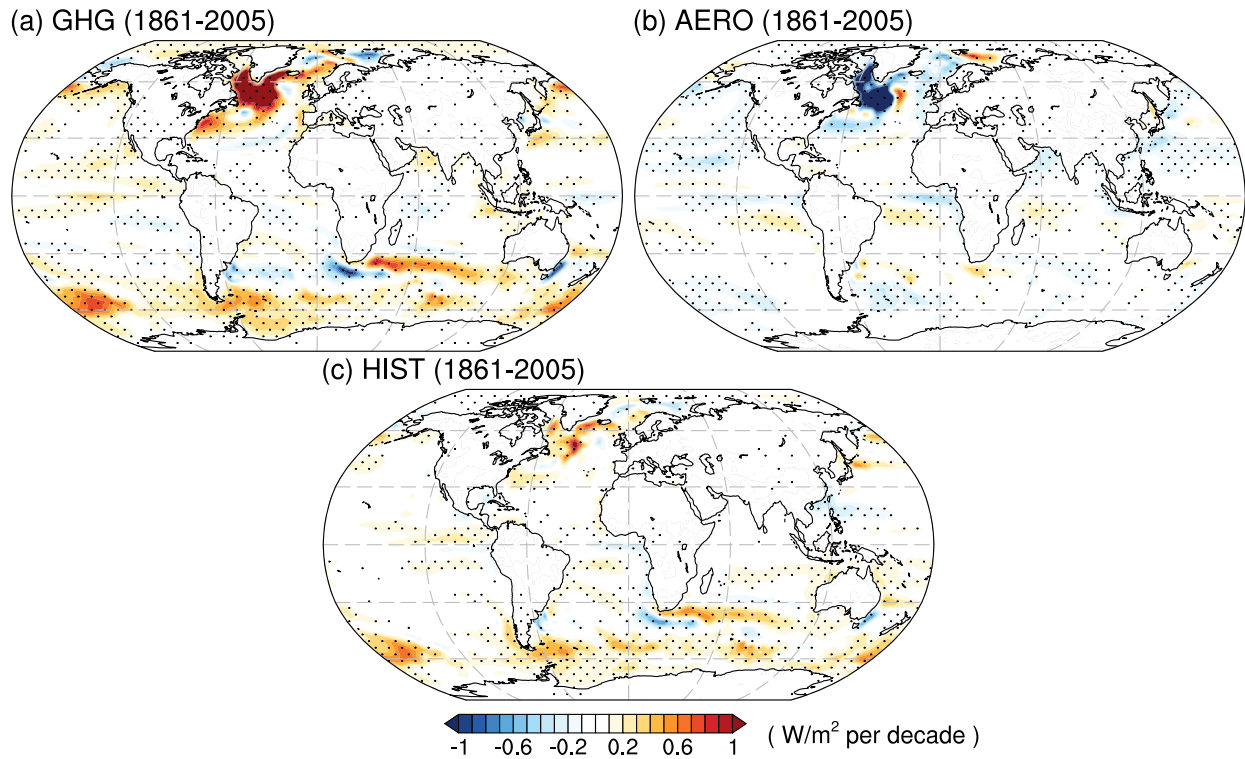 (a) GHG (1861-2005)
(b) AERO (1861-2005)
(c) HIST (1861-2005)
-1 -0.6 -0.2 0.2 0.6 1 ( W/m² per decade )